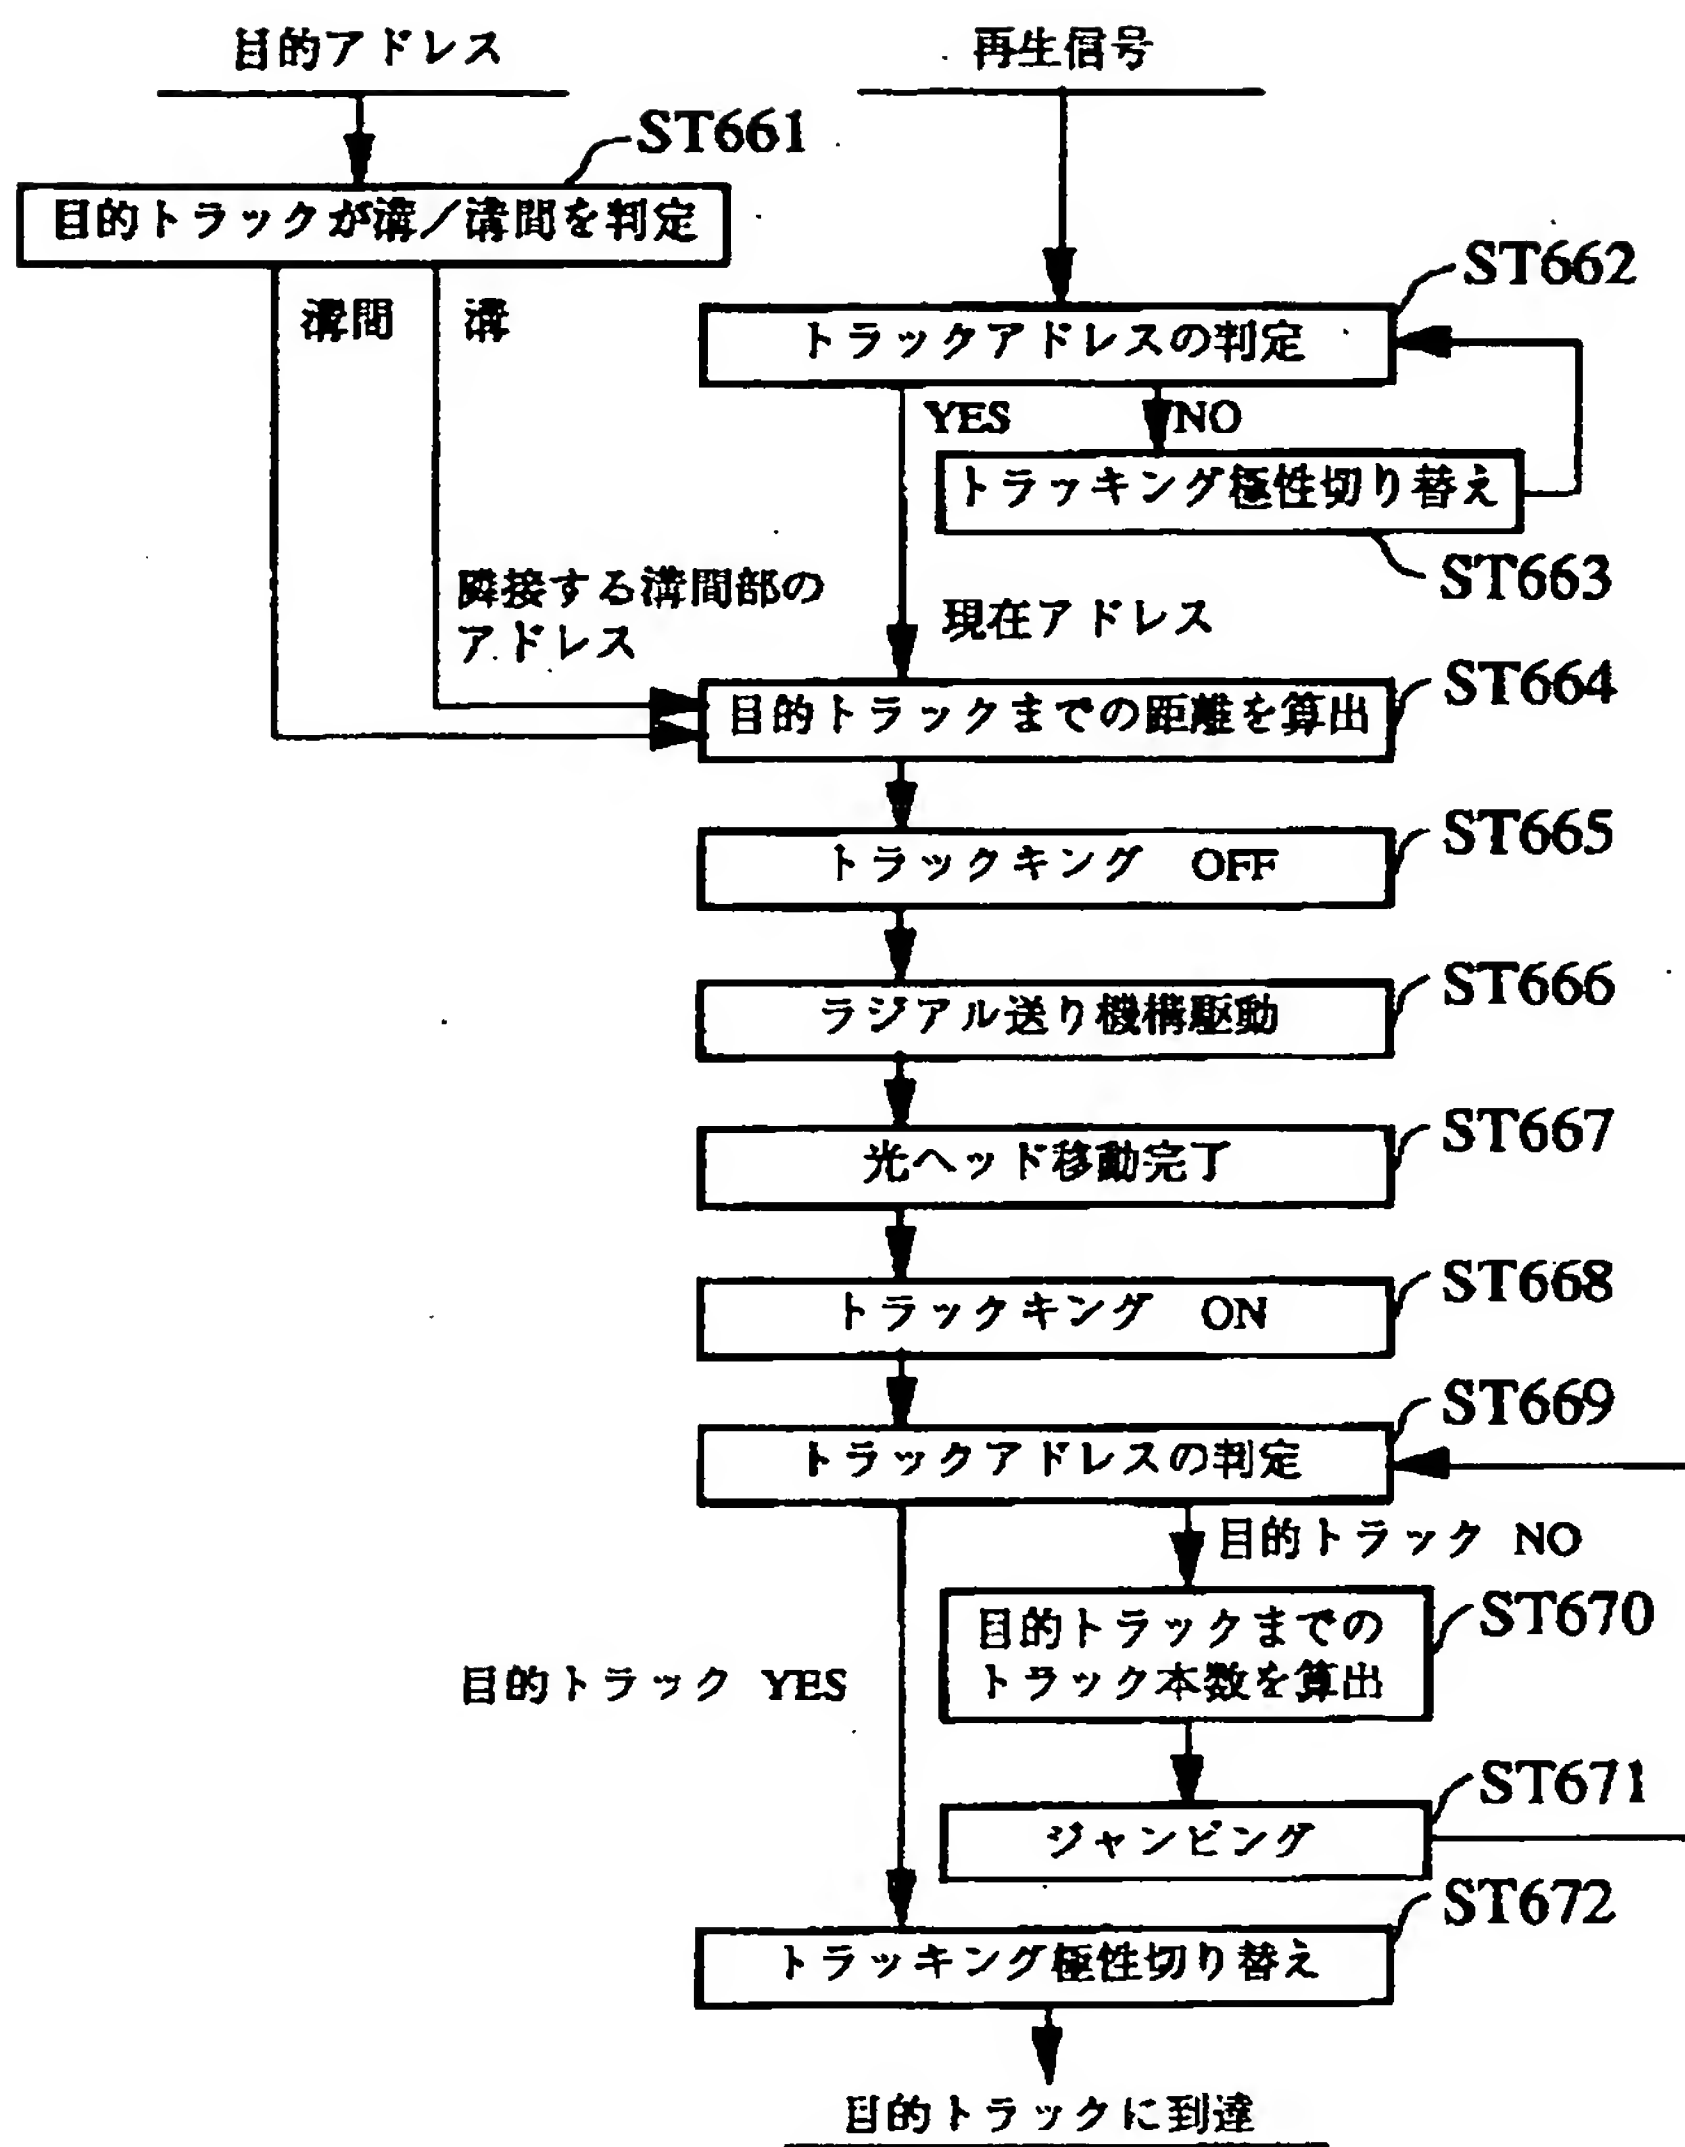 目的アドレス
再生信号
ST661
目的トラックが溝／溝間を判定
溝間
溝
ST662
トラックアドレスの判定
YES
NO
トラッキング極性切り替え
ST663
隣接する溝間部の
アドレス
現在アドレス
ST664
目的トラックまでの距離を算出
ST665
トラックキング OFF
ST666
ラジアル送り機構駆動
ST667
光ヘッド移動完了
ST668
トラックキング ON
ST669
トラックアドレスの判定
目的トラック NO
ST670
目的トラックまでの
トラック本数を算出
目的トラック YES
ST671
ジャンピング
ST672
トラッキング極性切り替え
目的トラックに到達